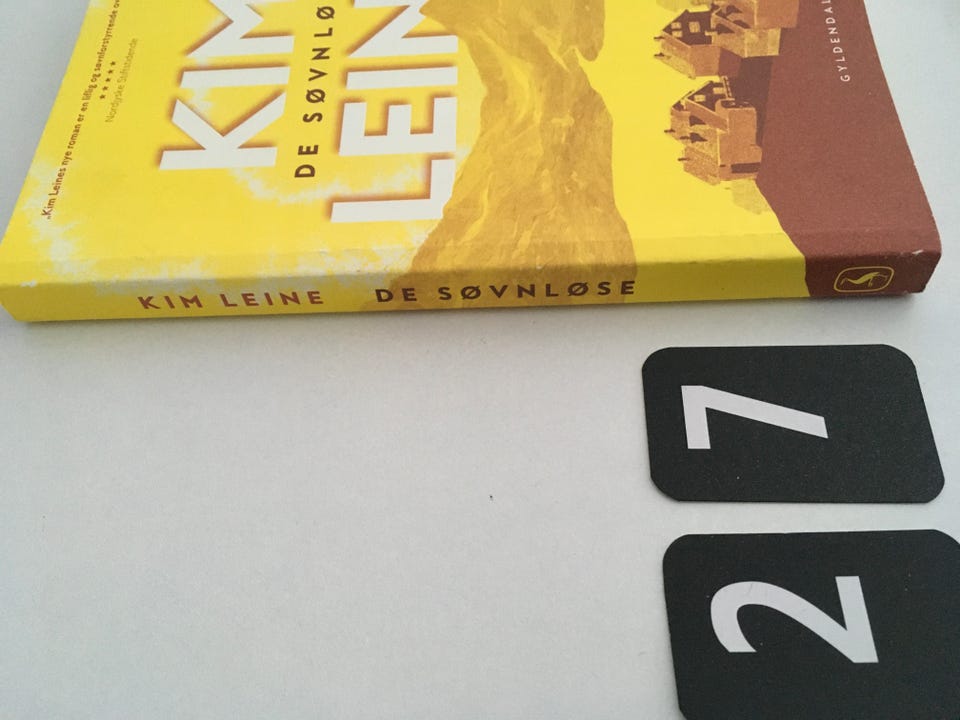 „Kim Leines nye roman er en liflig og søvnforstyrrende
★★★★★
Nordjyske Stiftstidende
KIM
DE SØVNLØ
LEIN
GYLDENDAL
KIM LEINE DE SØVNLØSE
7
2